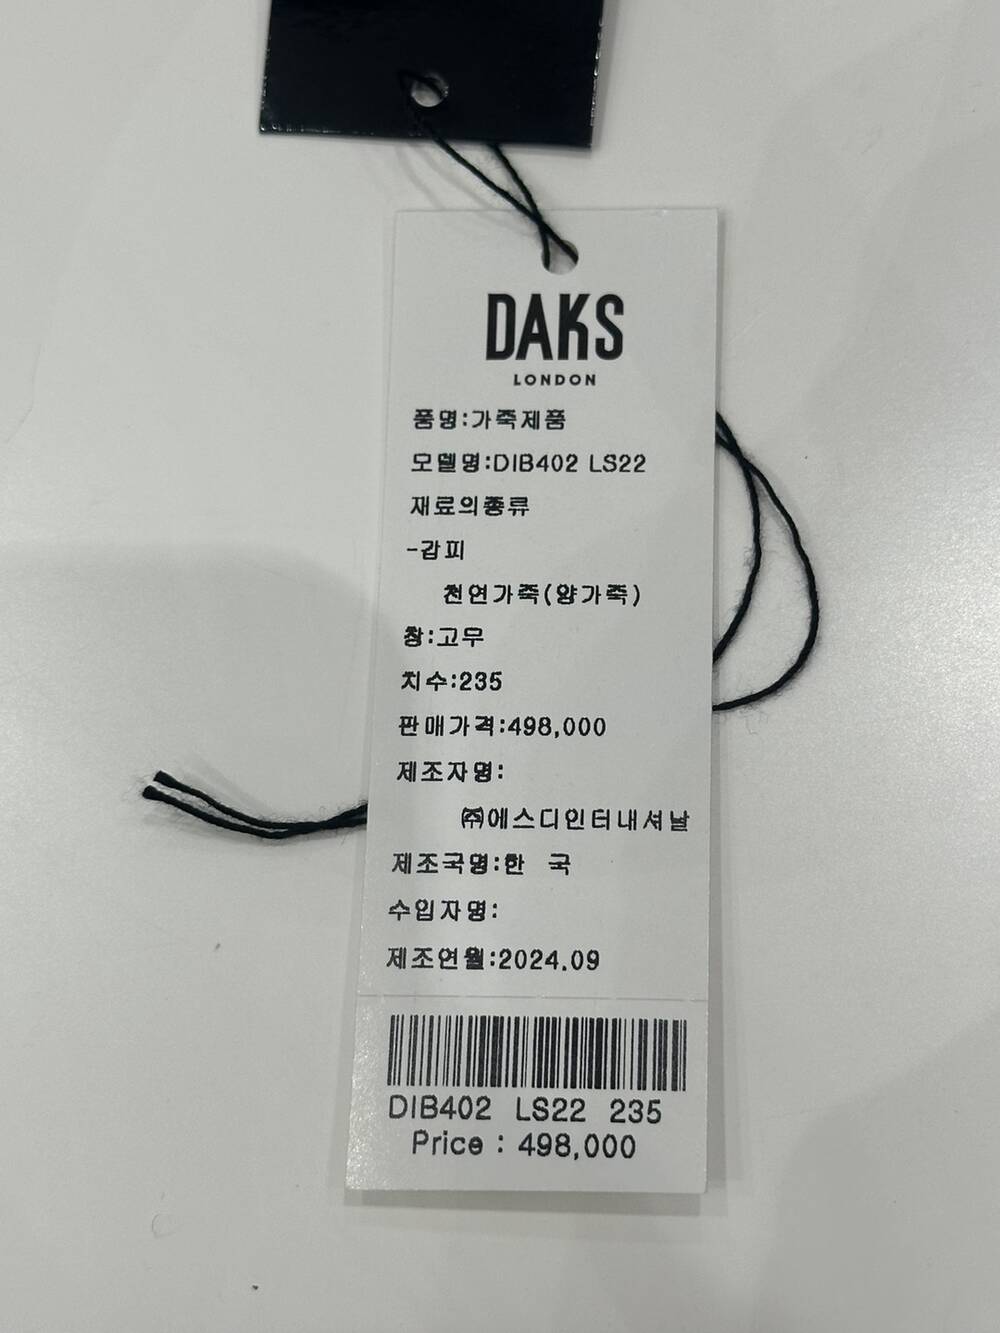 DAKS
LONDON
품명:가죽제품
모델명:DIB402 LS22
재료의종류
-갑피
천연가죽(양가죽)
창:고무
치수:235
판매가격:498,000
제조자명:
㈜에스디인터내셔날
제조국명:한 국
수입자명:
제조연월:2024.09
DIB402 LS22 235
Price : 498,000